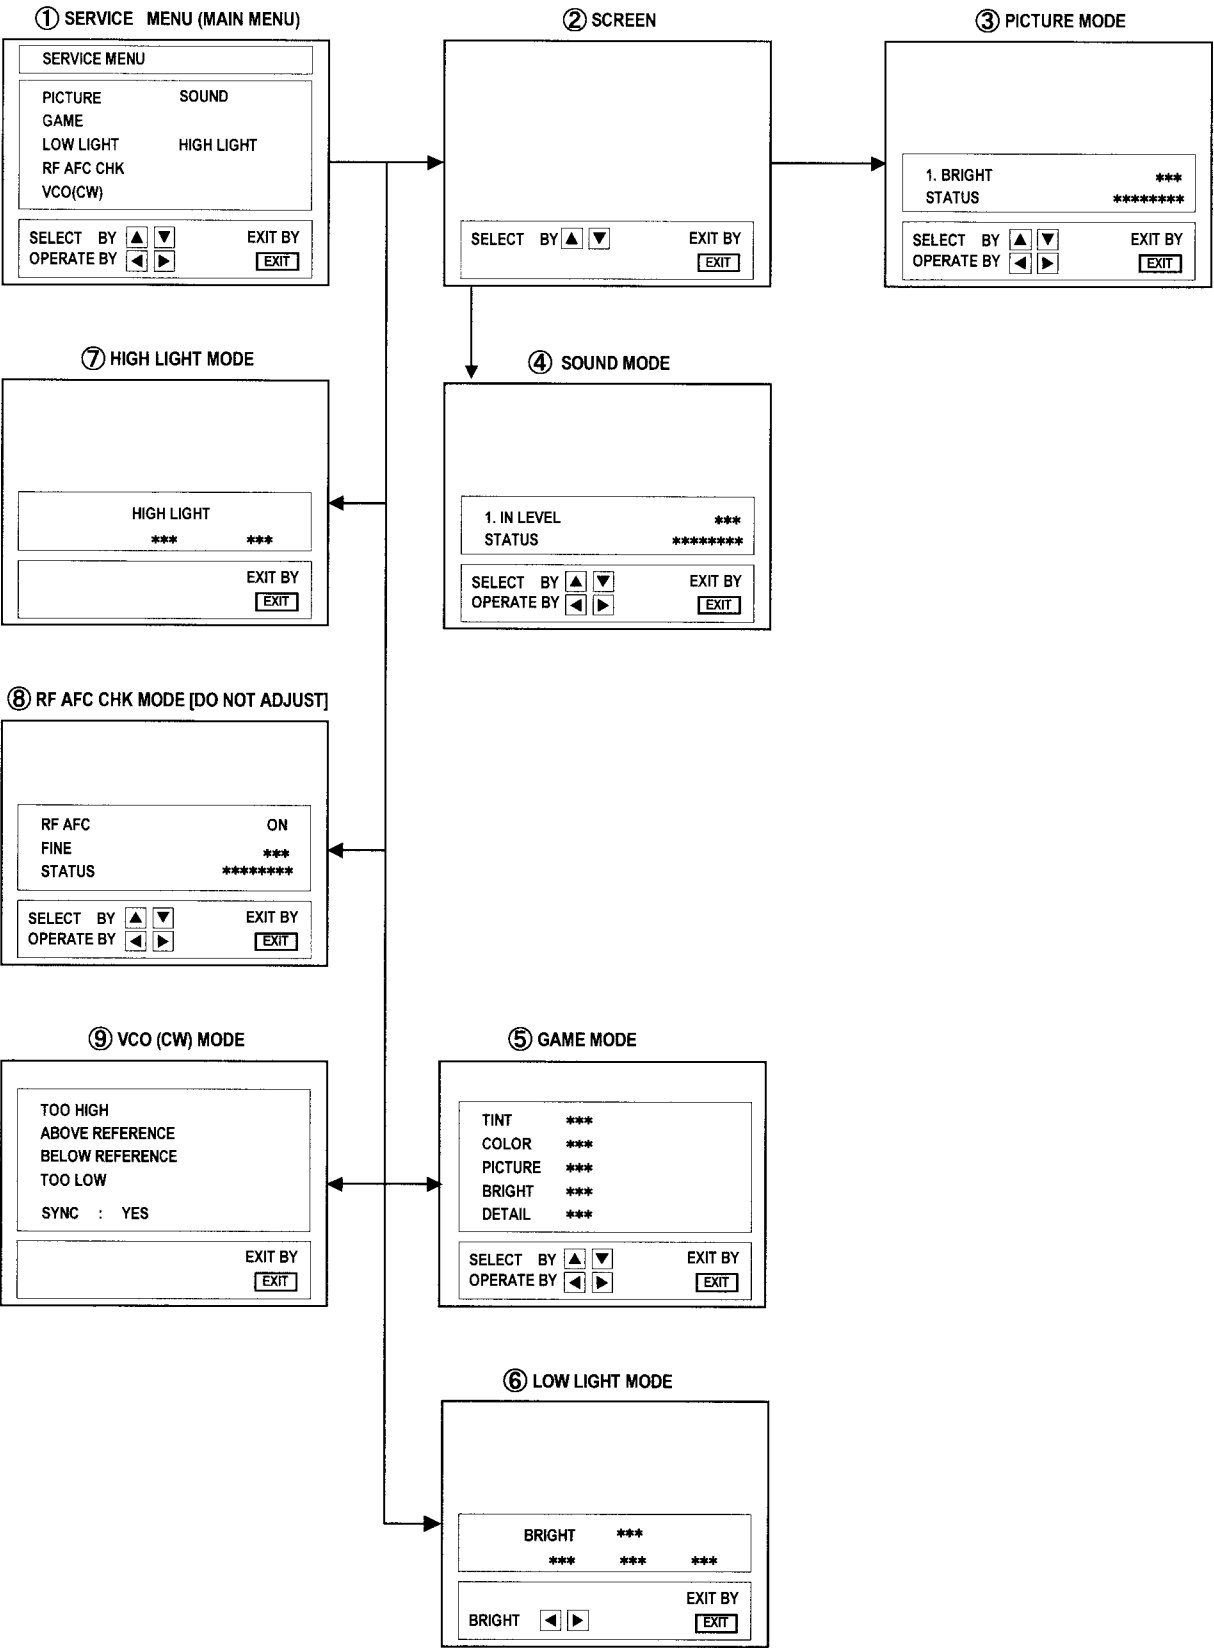 ① SERVICE MENU (MAIN MENU)
SERVICE MENU
PICTURE SOUND
GAME
LOW LIGHT HIGH LIGHT
RF AFC CHK
VCO(CW)
SELECT BY ▲ ▼ EXIT BY
OPERATE BY ◀ ▶ EXIT
② SCREEN
SELECT BY ▲ ▼ EXIT BY
EXIT
③ PICTURE MODE
1. BRIGHT ***
STATUS ********
SELECT BY ▲ ▼ EXIT BY
OPERATE BY ◀ ▶ EXIT
⑦ HIGH LIGHT MODE
HIGH LIGHT
*** ***
EXIT BY
EXIT
④ SOUND MODE
1. IN LEVEL ***
STATUS ********
SELECT BY ▲ ▼ EXIT BY
OPERATE BY ◀ ▶ EXIT
⑧ RF AFC CHK MODE [DO NOT ADJUST]
RF AFC ON
FINE ***
STATUS ********
SELECT BY ▲ ▼ EXIT BY
OPERATE BY ◀ ▶ EXIT
⑨ VCO (CW) MODE
TOO HIGH
ABOVE REFERENCE
BELOW REFERENCE
TOO LOW
SYNC : YES
EXIT BY
EXIT
⑤ GAME MODE
TINT ***
COLOR ***
PICTURE ***
BRIGHT ***
DETAIL ***
SELECT BY ▲ ▼ EXIT BY
OPERATE BY ◀ ▶ EXIT
⑥ LOW LIGHT MODE
BRIGHT ***
*** *** ***
EXIT BY
BRIGHT ◀ ▶ EXIT